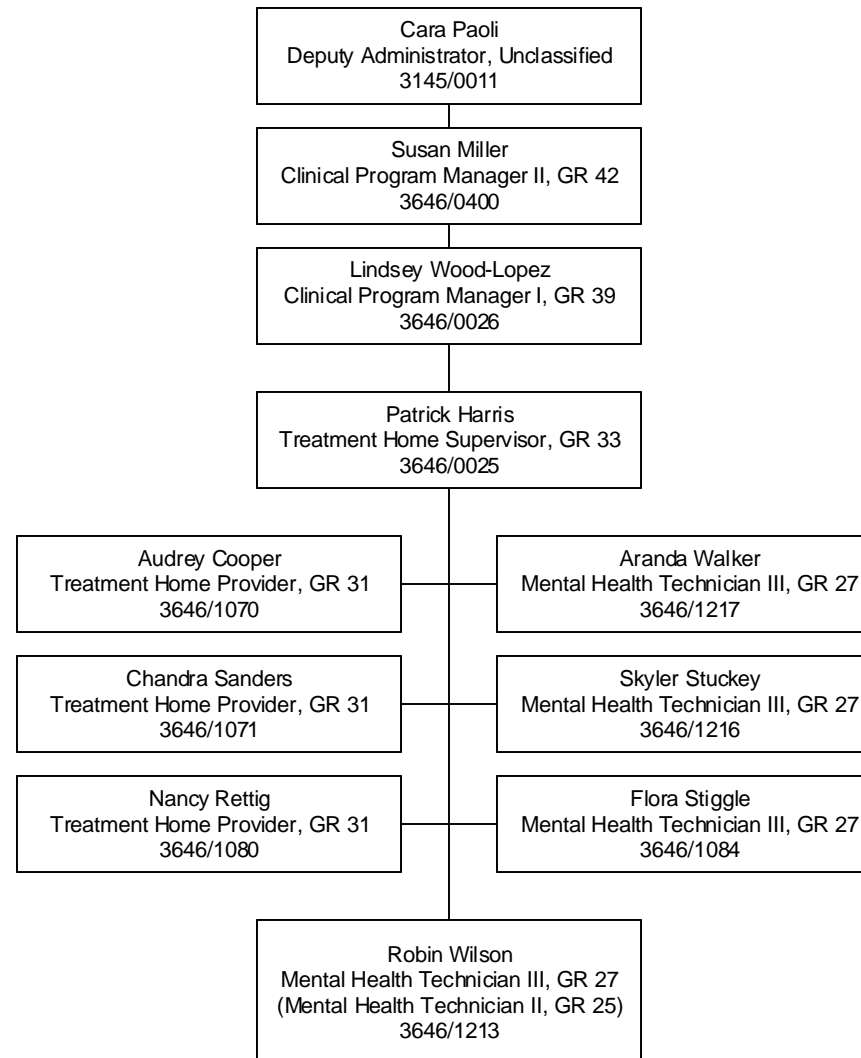 Cara Paoli
Deputy Administrator, Unclassified
3145/0011
Susan Miller
Clinical Program Manager II, GR 42
3646/0400
Lindsey Wood-Lopez
Clinical Program Manager I, GR 39
3646/0026
Patrick Harris
Treatment Home Supervisor, GR 33
3646/0025
Audrey Cooper
Treatment Home Provider, GR 31
3646/1070
Aranda Walker
Mental Health Technician III, GR 27
3646/1217
Chandra Sanders
Treatment Home Provider, GR 31
3646/1071
Skyler Stuckey
Mental Health Technician III, GR 27
3646/1216
Nancy Rettig
Treatment Home Provider, GR 31
3646/1080
Flora Stiggle
Mental Health Technician III, GR 27
3646/1084
Robin Wilson
Mental Health Technician III, GR 27
(Mental Health Technician II, GR 25)
3646/1213